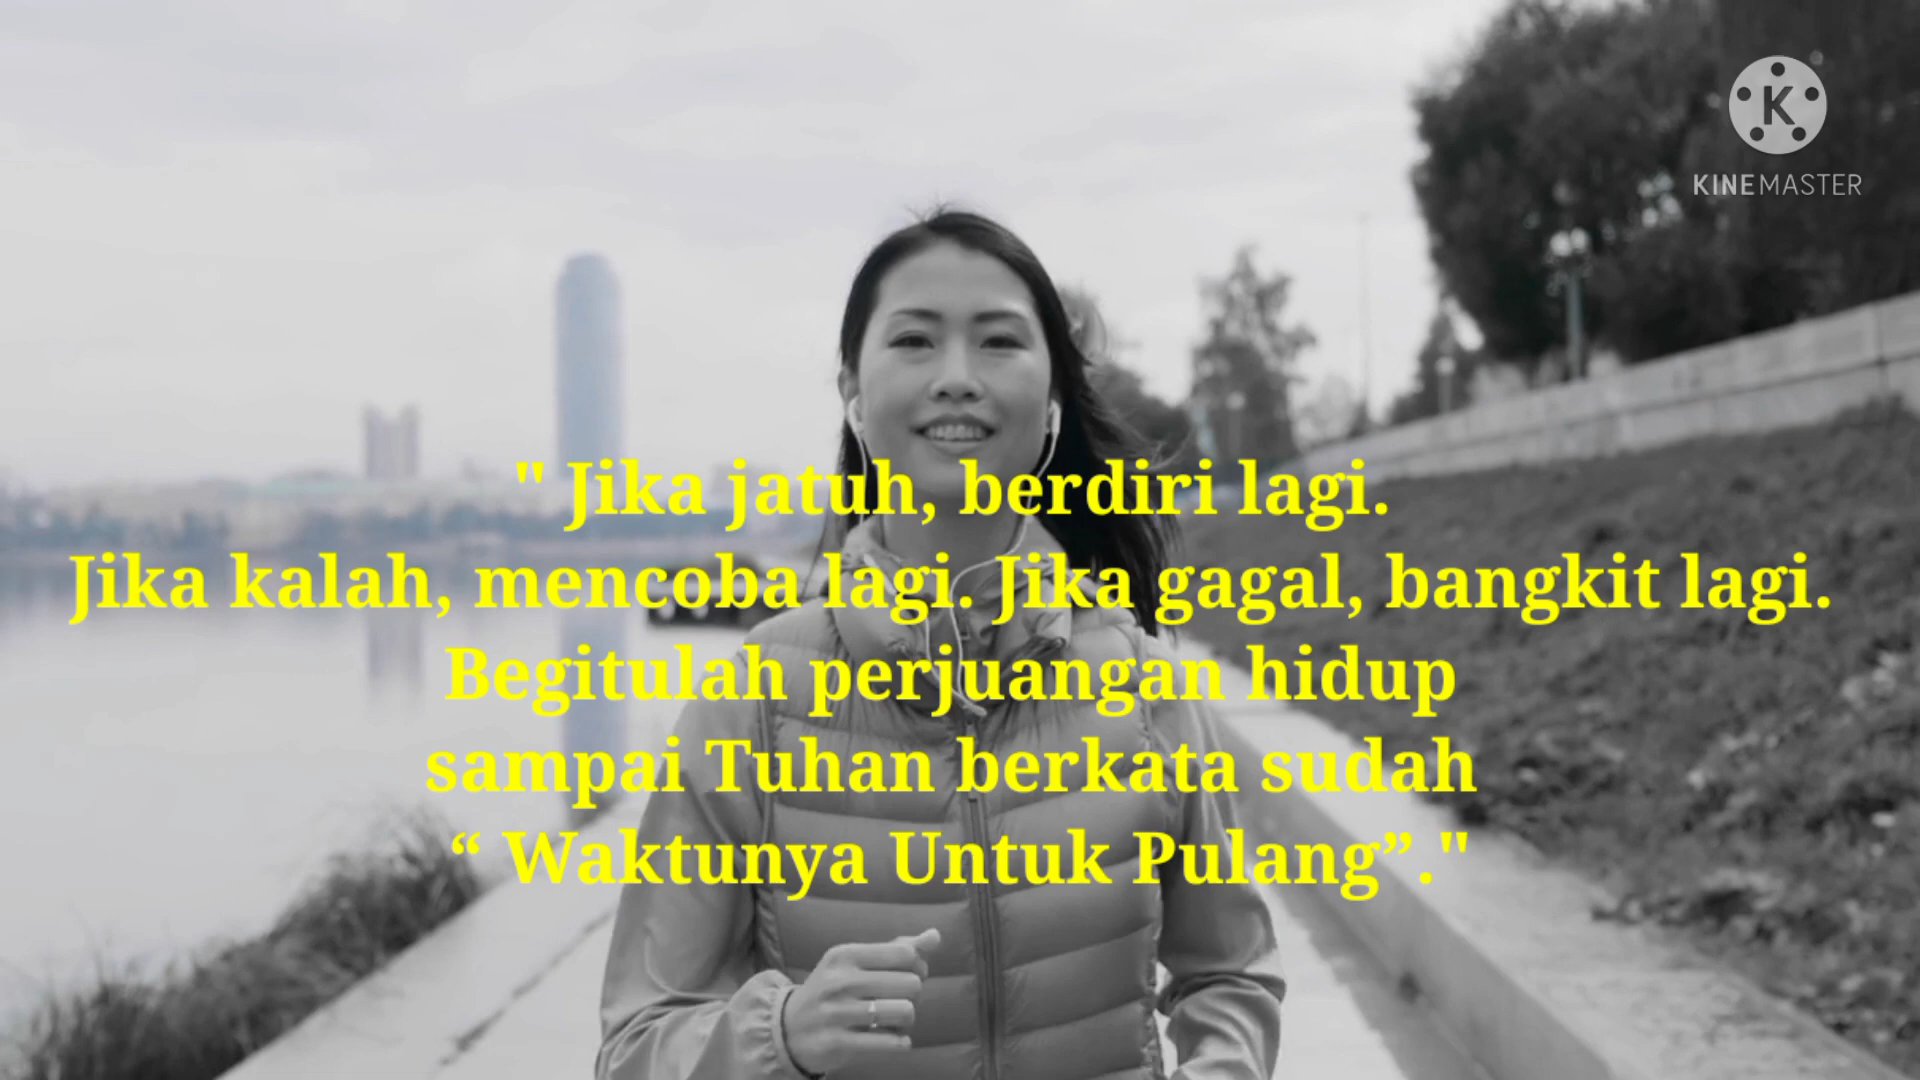 KINEMASTER
" Jika jatuh, berdiri lagi.
Jika kalah, mencoba lagi. Jika gagal, bangkit lagi.
Begitulah perjuangan hidup
sampai Tuhan berkata sudah
“ Waktunya Untuk Pulang”."